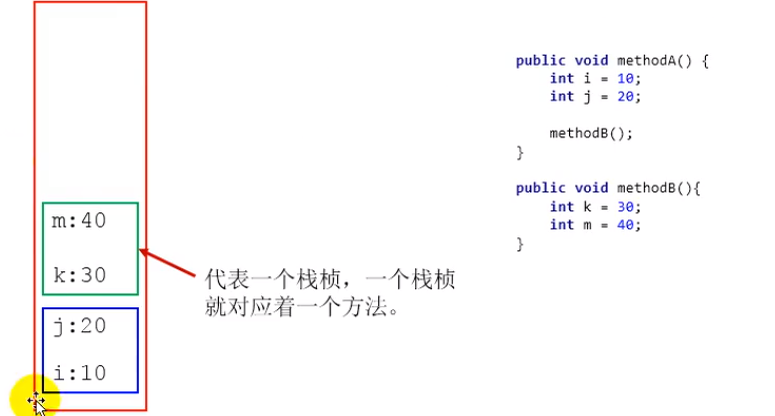 m:40
k:30
j:20
i:10
代表一个栈桢，一个栈桢
就对应着一个方法。
public void methodA() {
    int i = 10;
    int j = 20;
    methodB();
}
public void methodB(){
    int k = 30;
    int m = 40;
}